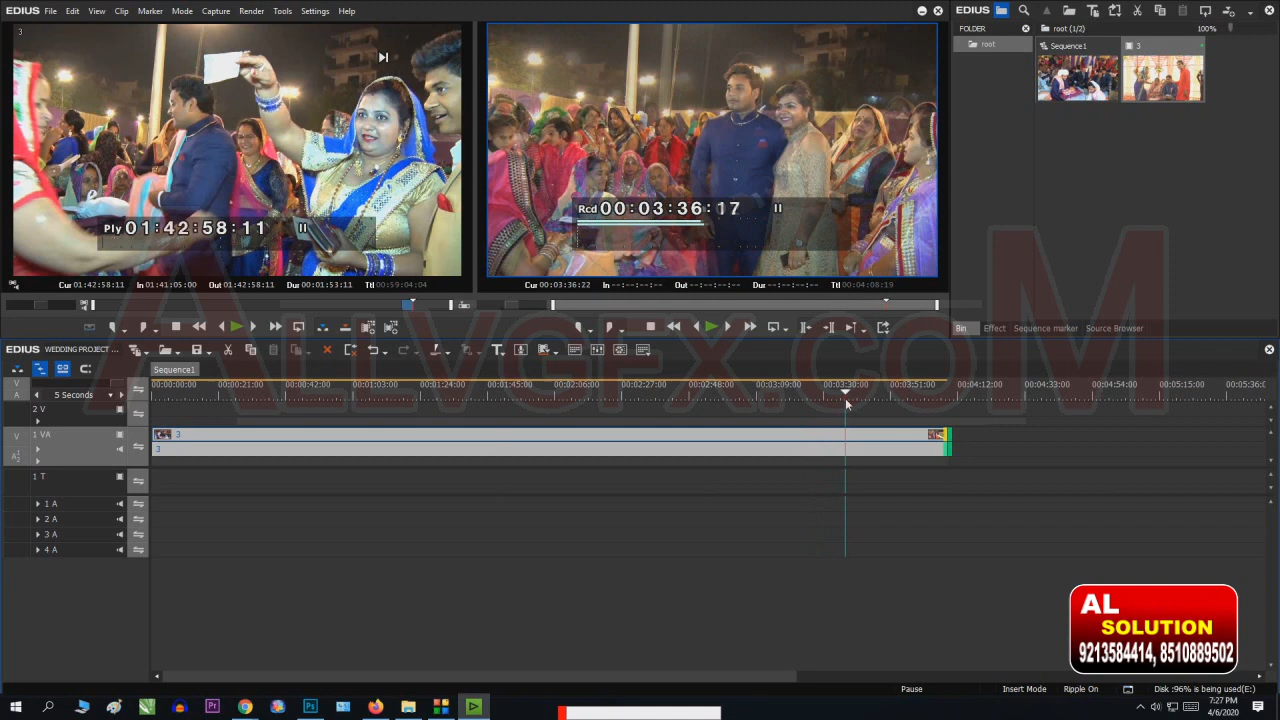 EDIUS File Edit View Clip Marker Mode Capture Render Tools Settings Help
3
Ply 01:42:58:11
Cur 01:42:58:11 In 01:41:05:00 Out 01:42:58:11 Dur 00:01:53:11 Ttl 00:59:04:04
Rcd 00:03:36:17
Cur 00:03:36:22 In --:--:--:-- Out --:--:--:-- Dur --:--:--:-- Ttl 00:04:08:19
EDIUS
FOLDER
root
root (1/2) 100%
Sequence1
3
Bin Effect Sequence marker Source Browser
ALLVGFX.COM
EDIUS WEDDING PROJECT ...
Sequence1
00:00:00:00 00:00:21:00 00:00:42:00 00:01:03:00 00:01:24:00 00:01:45:00 00:02:06:00 00:02:27:00 00:02:48:00 00:03:09:00 00:03:30:00 00:03:51:00 00:04:12:00 00:04:33:00 00:04:54:00 00:05:15:00 00:05:36:0
V
A
5 Seconds
2 V
V
1 VA
3
3
1 T
1 A
2 A
3 A
4 A
AL
SOLUTION
9213584414, 8510889502
Pause Insert Mode Ripple On Disk :96% is being used(E:)
7:27 PM
4/6/2020